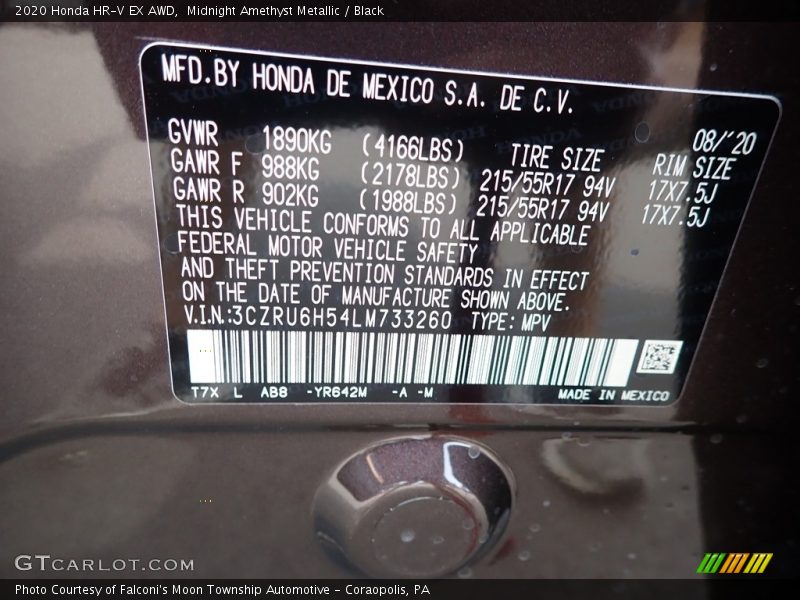 2020 Honda HR-V EX AWD,  Midnight Amethyst Metallic / Black
MFD.BY HONDA DE MEXICO S.A. DE C.V.
08/'20
GVWR 1890KG (4166LBS) TIRE SIZE RIM SIZE
GAWR F 988KG (2178LBS) 215/55R17 94V 17X7.5J
GAWR R 902KG (1988LBS) 215/55R17 94V 17X7.5J
THIS VEHICLE CONFORMS TO ALL APPLICABLE
FEDERAL MOTOR VEHICLE SAFETY
AND THEFT PREVENTION STANDARDS IN EFFECT
ON THE DATE OF MANUFACTURE SHOWN ABOVE.
V.I.N.:3CZRU6H54LM733260 TYPE: MPV
T7X L AB8 -YR642M -A -M MADE IN MEXICO
GTCARLOT.COM
Photo Courtesy of Falconi's Moon Township Automotive - Coraopolis, PA